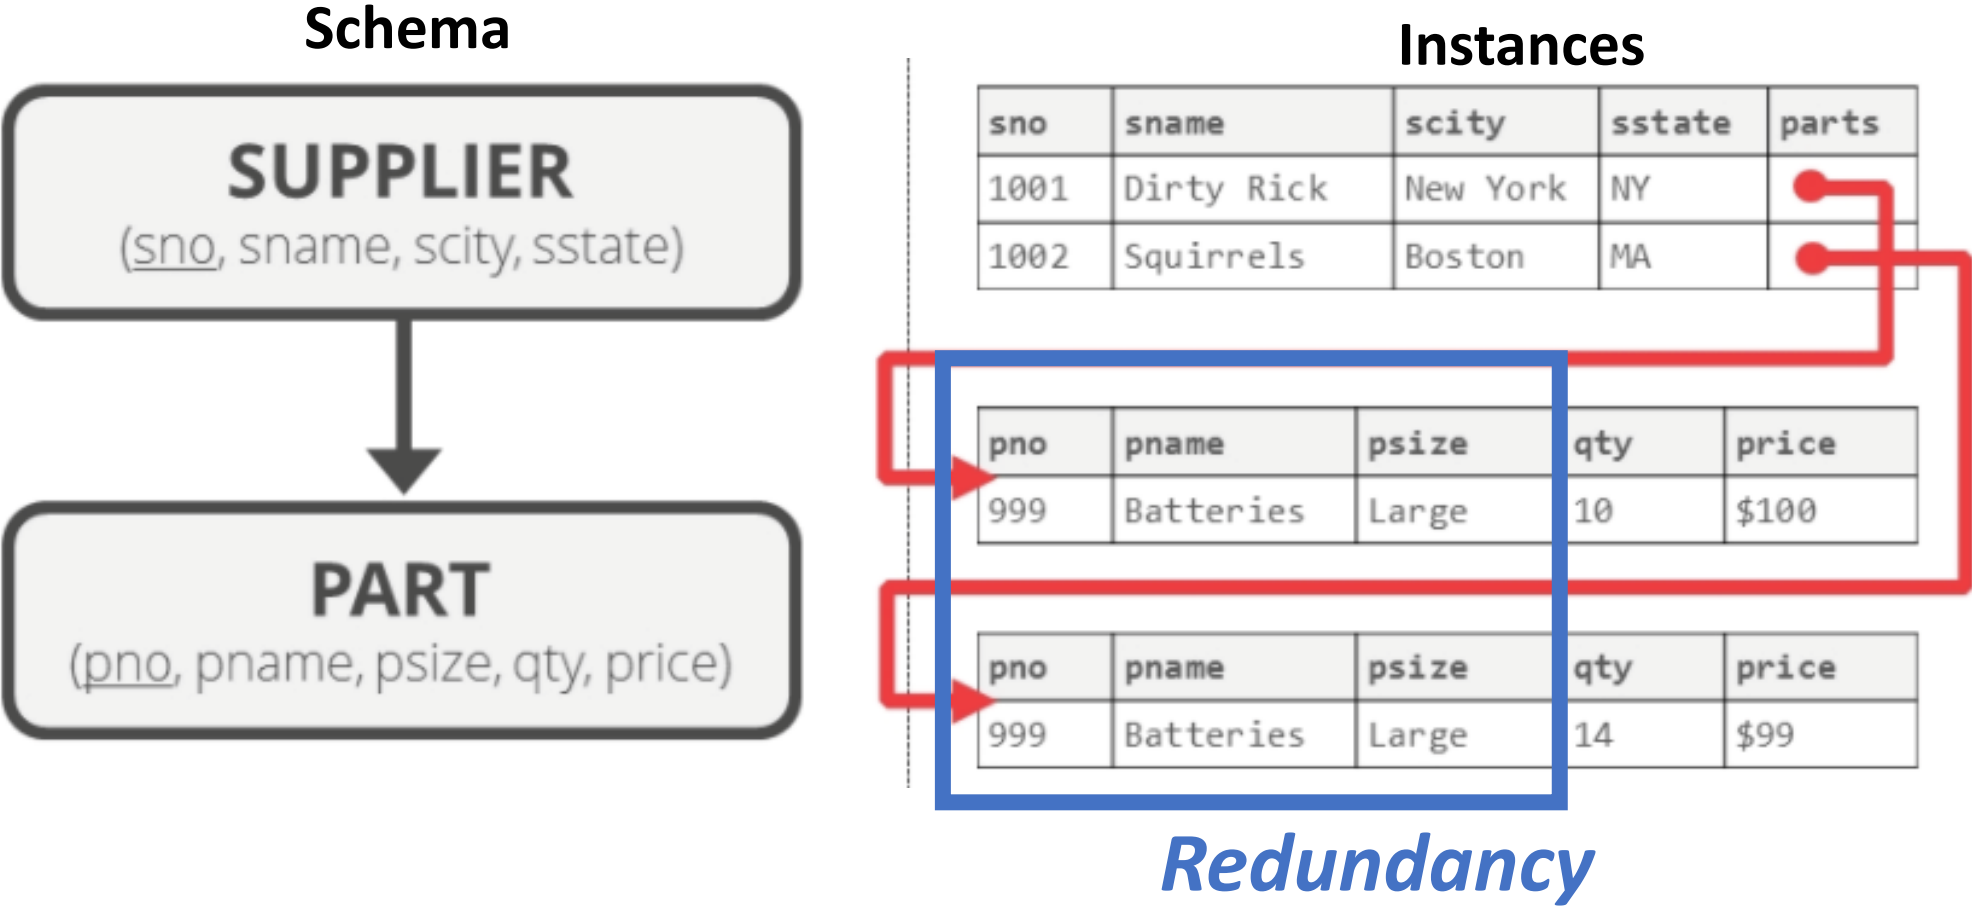 Schema
SUPPLIER
(sno, sname, scity, sstate)
PART
(pno, pname, psize, qty, price)
Instances
sno sname scity sstate parts
1001 Dirty Rick New York NY
1002 Squirrels Boston MA
pno pname psize qty price
999 Batteries Large 10 $100
pno pname psize qty price
999 Batteries Large 14 $99
Redundancy